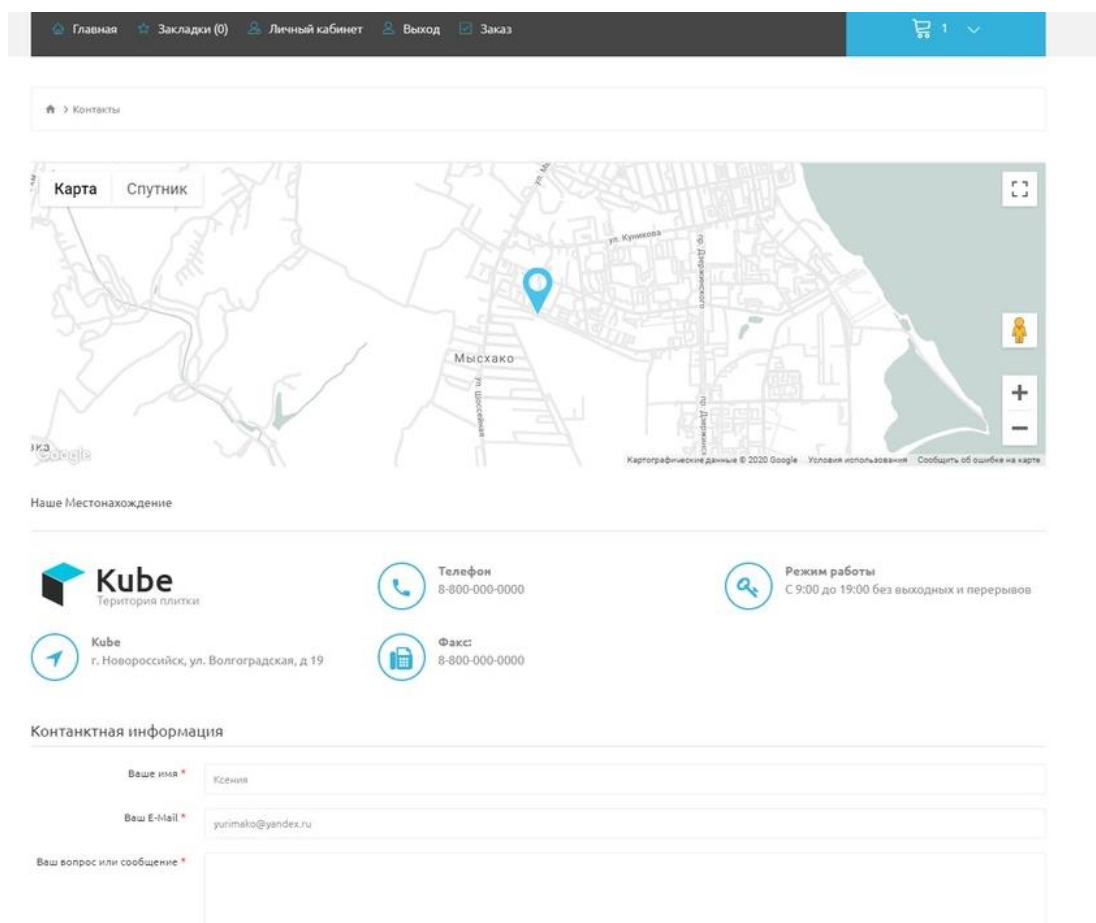 Главная Закладки (0) Личный кабинет Выход Заказ 1
> Контакты
Карта Спутник
ул. Куникова
пр. Дзержинского
Мысхако
ул. Шоссейная
Google
Картографические данные © 2020 Google Условия использования Сообщить об ошибке на карте
Наше Местонахождение
Kube
Територия плитки
Телефон
8-800-000-0000
Режим работы
С 9:00 до 19:00 без выходных и перерывов
Kube
г. Новороссийск, ул. Волгоградская, д 19
Факс:
8-800-000-0000
Контанктная информация
Ваше имя *
Ксения
Ваш E-Mail *
yurimako@yandex.ru
Ваш вопрос или сообщение *